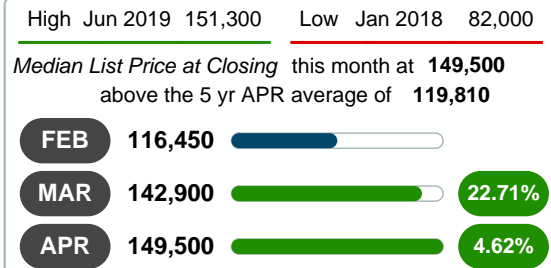 High Jun 2019 151,300 Low Jan 2018 82,000
Median List Price at Closing this month at 149,500
above the 5 yr APR average of 119,810
FEB 116,450
MAR 142,900 22.71%
APR 149,500 4.62%